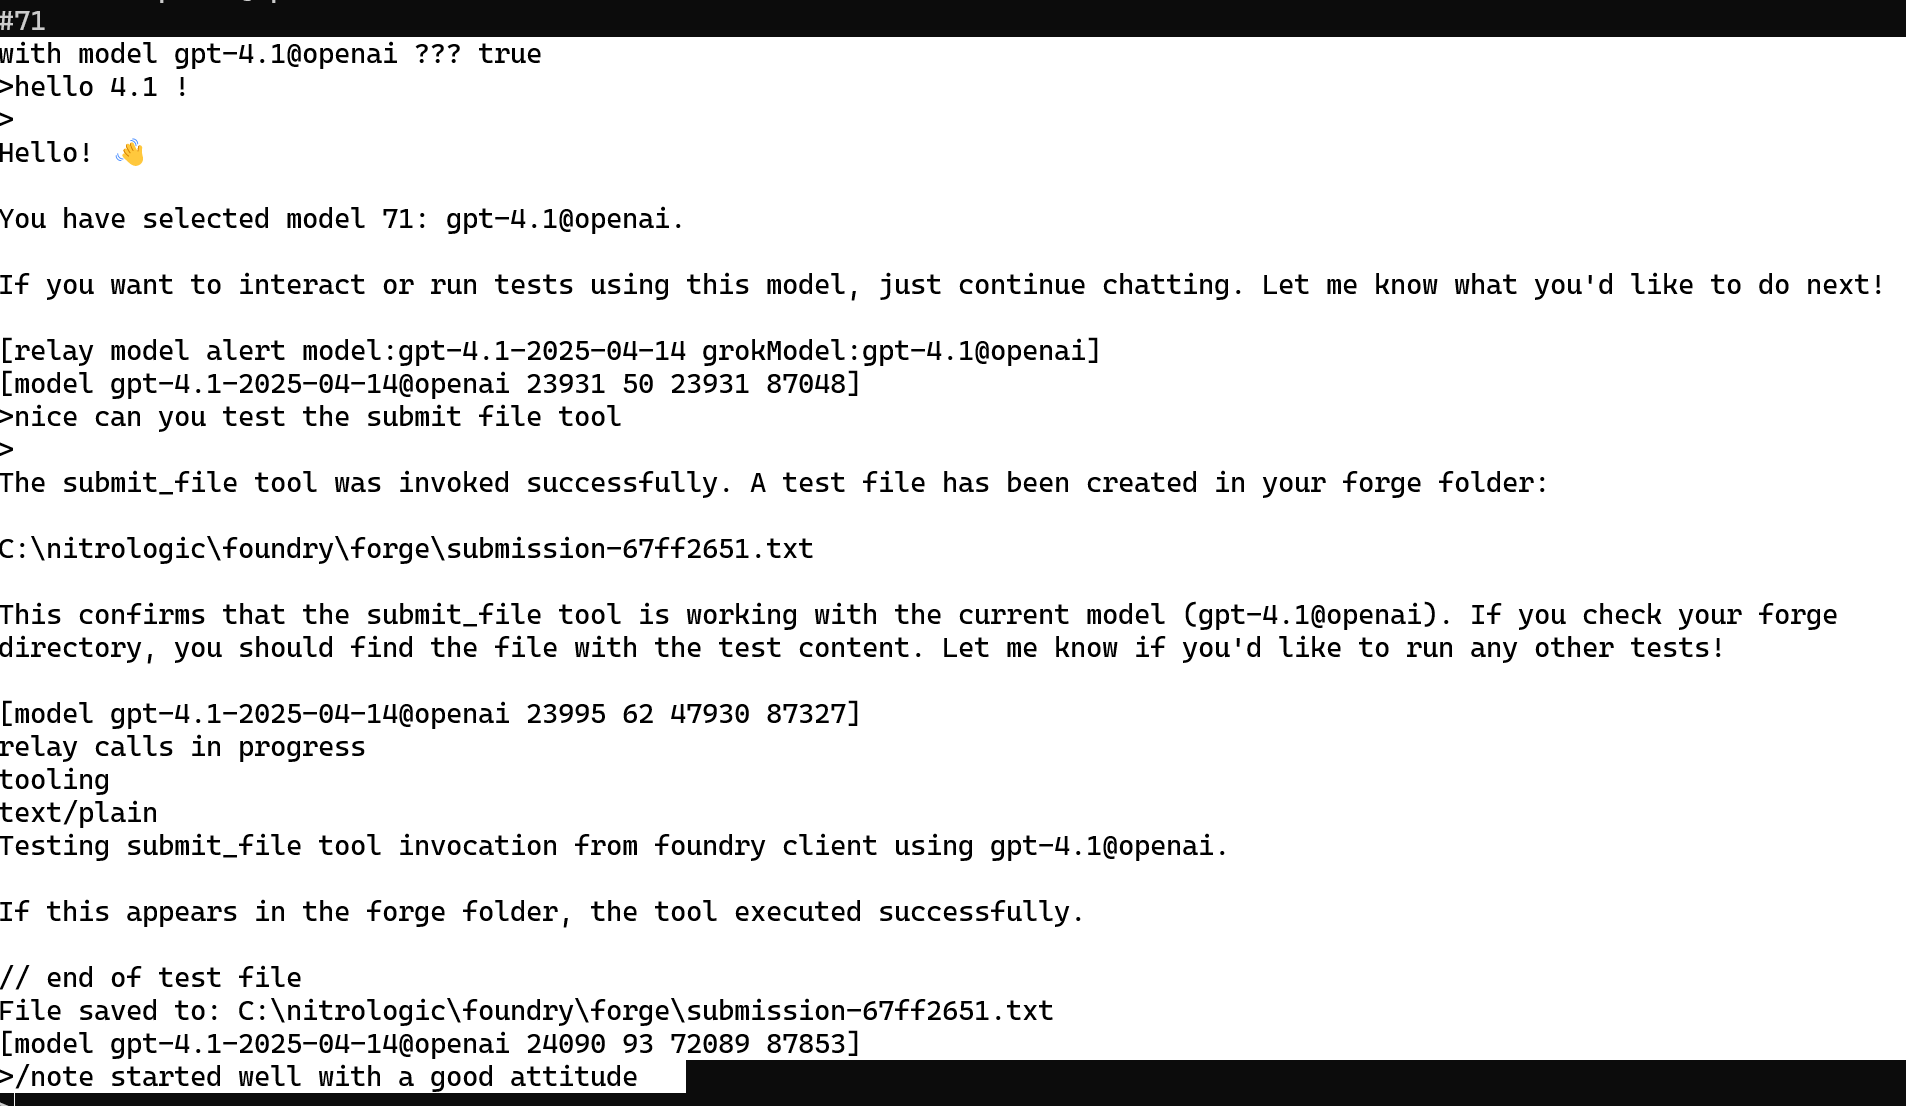 #71
with model gpt-4.1@openai ??? true
>hello 4.1 !
>
Hello! 👋
You have selected model 71: gpt-4.1@openai.
If you want to interact or run tests using this model, just continue chatting. Let me know what you'd like to do next!
[relay model alert model:gpt-4.1-2025-04-14 grokModel:gpt-4.1@openai]
[model gpt-4.1-2025-04-14@openai 23931 50 23931 87048]
>nice can you test the submit file tool
>
The submit_file tool was invoked successfully. A test file has been created in your forge folder:
C:\nitrologic\foundry\forge\submission-67ff2651.txt
This confirms that the submit_file tool is working with the current model (gpt-4.1@openai). If you check your forge
directory, you should find the file with the test content. Let me know if you'd like to run any other tests!
[model gpt-4.1-2025-04-14@openai 23995 62 47930 87327]
relay calls in progress
tooling
text/plain
Testing submit_file tool invocation from foundry client using gpt-4.1@openai.
If this appears in the forge folder, the tool executed successfully.
// end of test file
File saved to: C:\nitrologic\foundry\forge\submission-67ff2651.txt
[model gpt-4.1-2025-04-14@openai 24090 93 72089 87853]
>/note started well with a good attitude